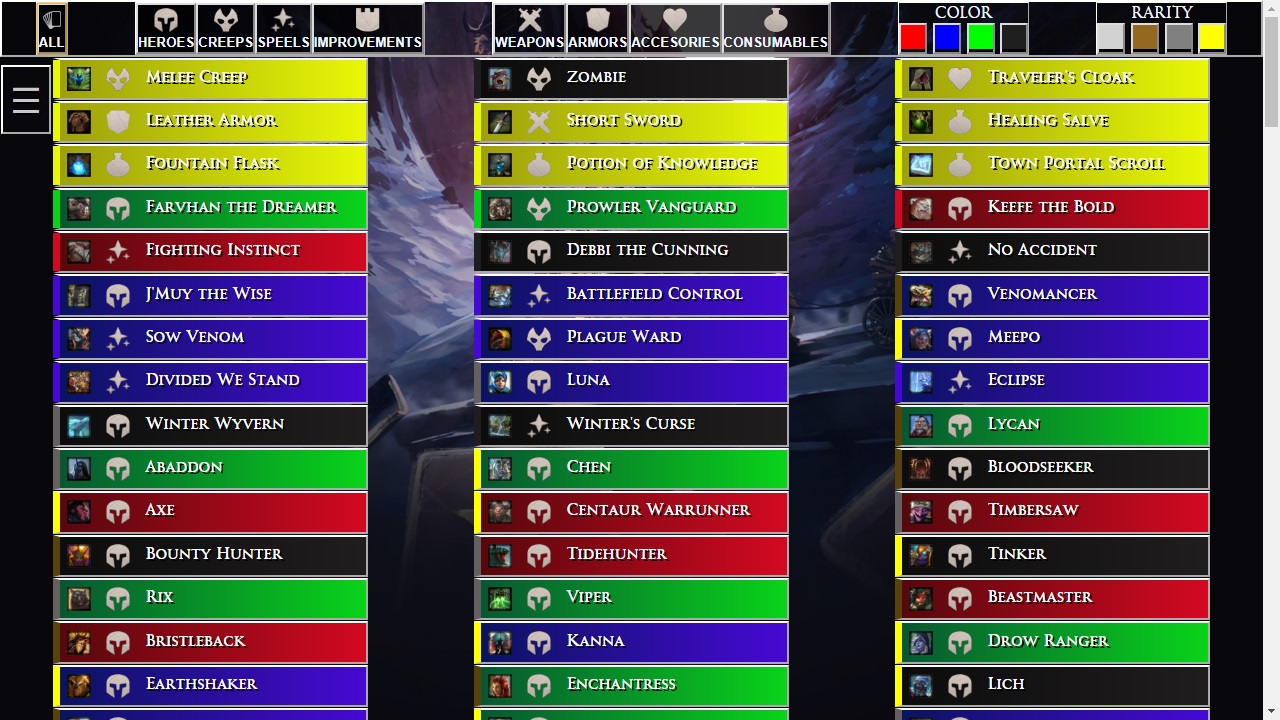 ALL
HEROES CREEPS SPEELS IMPROVEMENTS
WEAPONS ARMORS ACCESORIES CONSUMABLES
COLOR
RARITY
Melee Creep
Zombie
Traveler's Cloak
Leather Armor
Short Sword
Healing Salve
Fountain Flask
Potion of Knowledge
Town Portal Scroll
Farvhan the Dreamer
Prowler Vanguard
Keefe the Bold
Fighting Instinct
Debbi the Cunning
No Accident
J'Muy the Wise
Battlefield Control
Venomancer
Sow Venom
Plague Ward
Meepo
Divided We Stand
Luna
Eclipse
Winter Wyvern
Winter's Curse
Lycan
Abaddon
Chen
Bloodseeker
Axe
Centaur Warrunner
Timbersaw
Bounty Hunter
Tidehunter
Tinker
Rix
Viper
Beastmaster
Bristleback
Kanna
Drow Ranger
Earthshaker
Enchantress
Lich